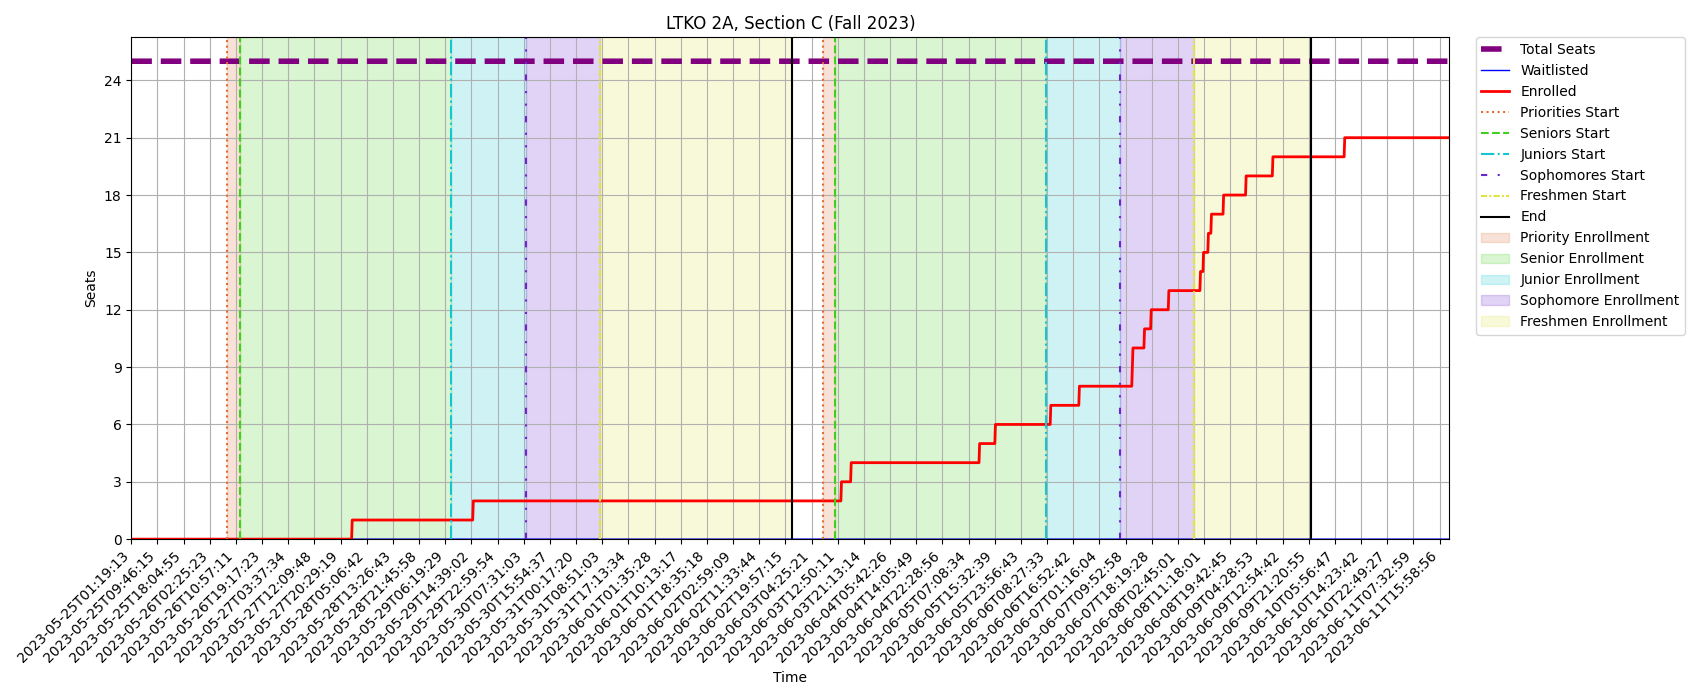 LTKO 2A, Section C (Fall 2023)
Seats
24
21
18
15
12
9
6
3
0
2023-05-25T01:19:13
2023-05-25T09:46:15
2023-05-25T18:04:55
2023-05-26T02:25:23
2023-05-26T10:57:11
2023-05-26T19:17:23
2023-05-27T03:37:34
2023-05-27T12:09:48
2023-05-27T20:29:19
2023-05-28T05:06:42
2023-05-28T13:26:43
2023-05-28T21:45:58
2023-05-29T06:19:29
2023-05-29T14:39:02
2023-05-29T22:59:54
2023-05-30T07:31:03
2023-05-30T15:54:37
2023-05-31T00:17:20
2023-05-31T08:51:03
2023-05-31T17:13:34
2023-06-01T01:35:28
2023-06-01T10:13:17
2023-06-01T18:35:18
2023-06-02T02:59:09
2023-06-02T11:33:44
2023-06-02T19:57:15
2023-06-03T04:25:21
2023-06-03T12:50:11
2023-06-03T21:13:14
2023-06-04T05:42:26
2023-06-04T14:05:49
2023-06-04T22:28:56
2023-06-05T07:08:34
2023-06-05T15:32:39
2023-06-05T23:56:43
2023-06-06T08:27:33
2023-06-06T16:52:42
2023-06-07T01:16:04
2023-06-07T09:52:58
2023-06-07T18:19:28
2023-06-08T02:45:01
2023-06-08T11:18:01
2023-06-08T19:42:45
2023-06-09T04:28:53
2023-06-09T12:54:42
2023-06-09T21:20:55
2023-06-10T05:56:47
2023-06-10T14:23:42
2023-06-10T22:49:27
2023-06-11T07:32:59
2023-06-11T15:58:56
Time
Total Seats
Waitlisted
Enrolled
Priorities Start
Seniors Start
Juniors Start
Sophomores Start
Freshmen Start
End
Priority Enrollment
Senior Enrollment
Junior Enrollment
Sophomore Enrollment
Freshmen Enrollment